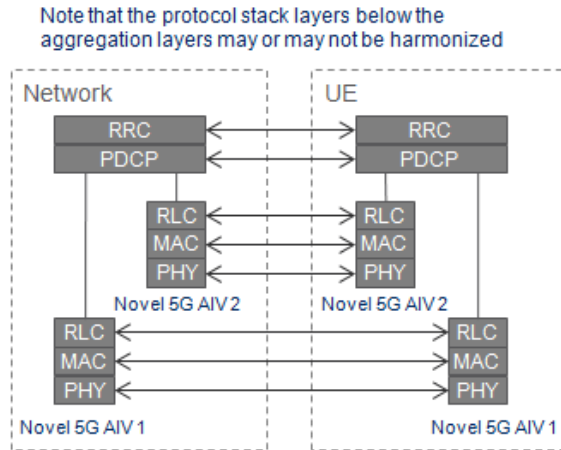 Note that the protocol stack layers below the
aggregation layers may or may not be harmonized
Network
UE
RRC
RRC
PDCP
PDCP
RLC
RLC
MAC
MAC
PHY
PHY
Novel 5G AIV 2
Novel 5G AIV 2
RLC
RLC
MAC
MAC
PHY
PHY
Novel 5G AIV 1
Novel 5G AIV 1